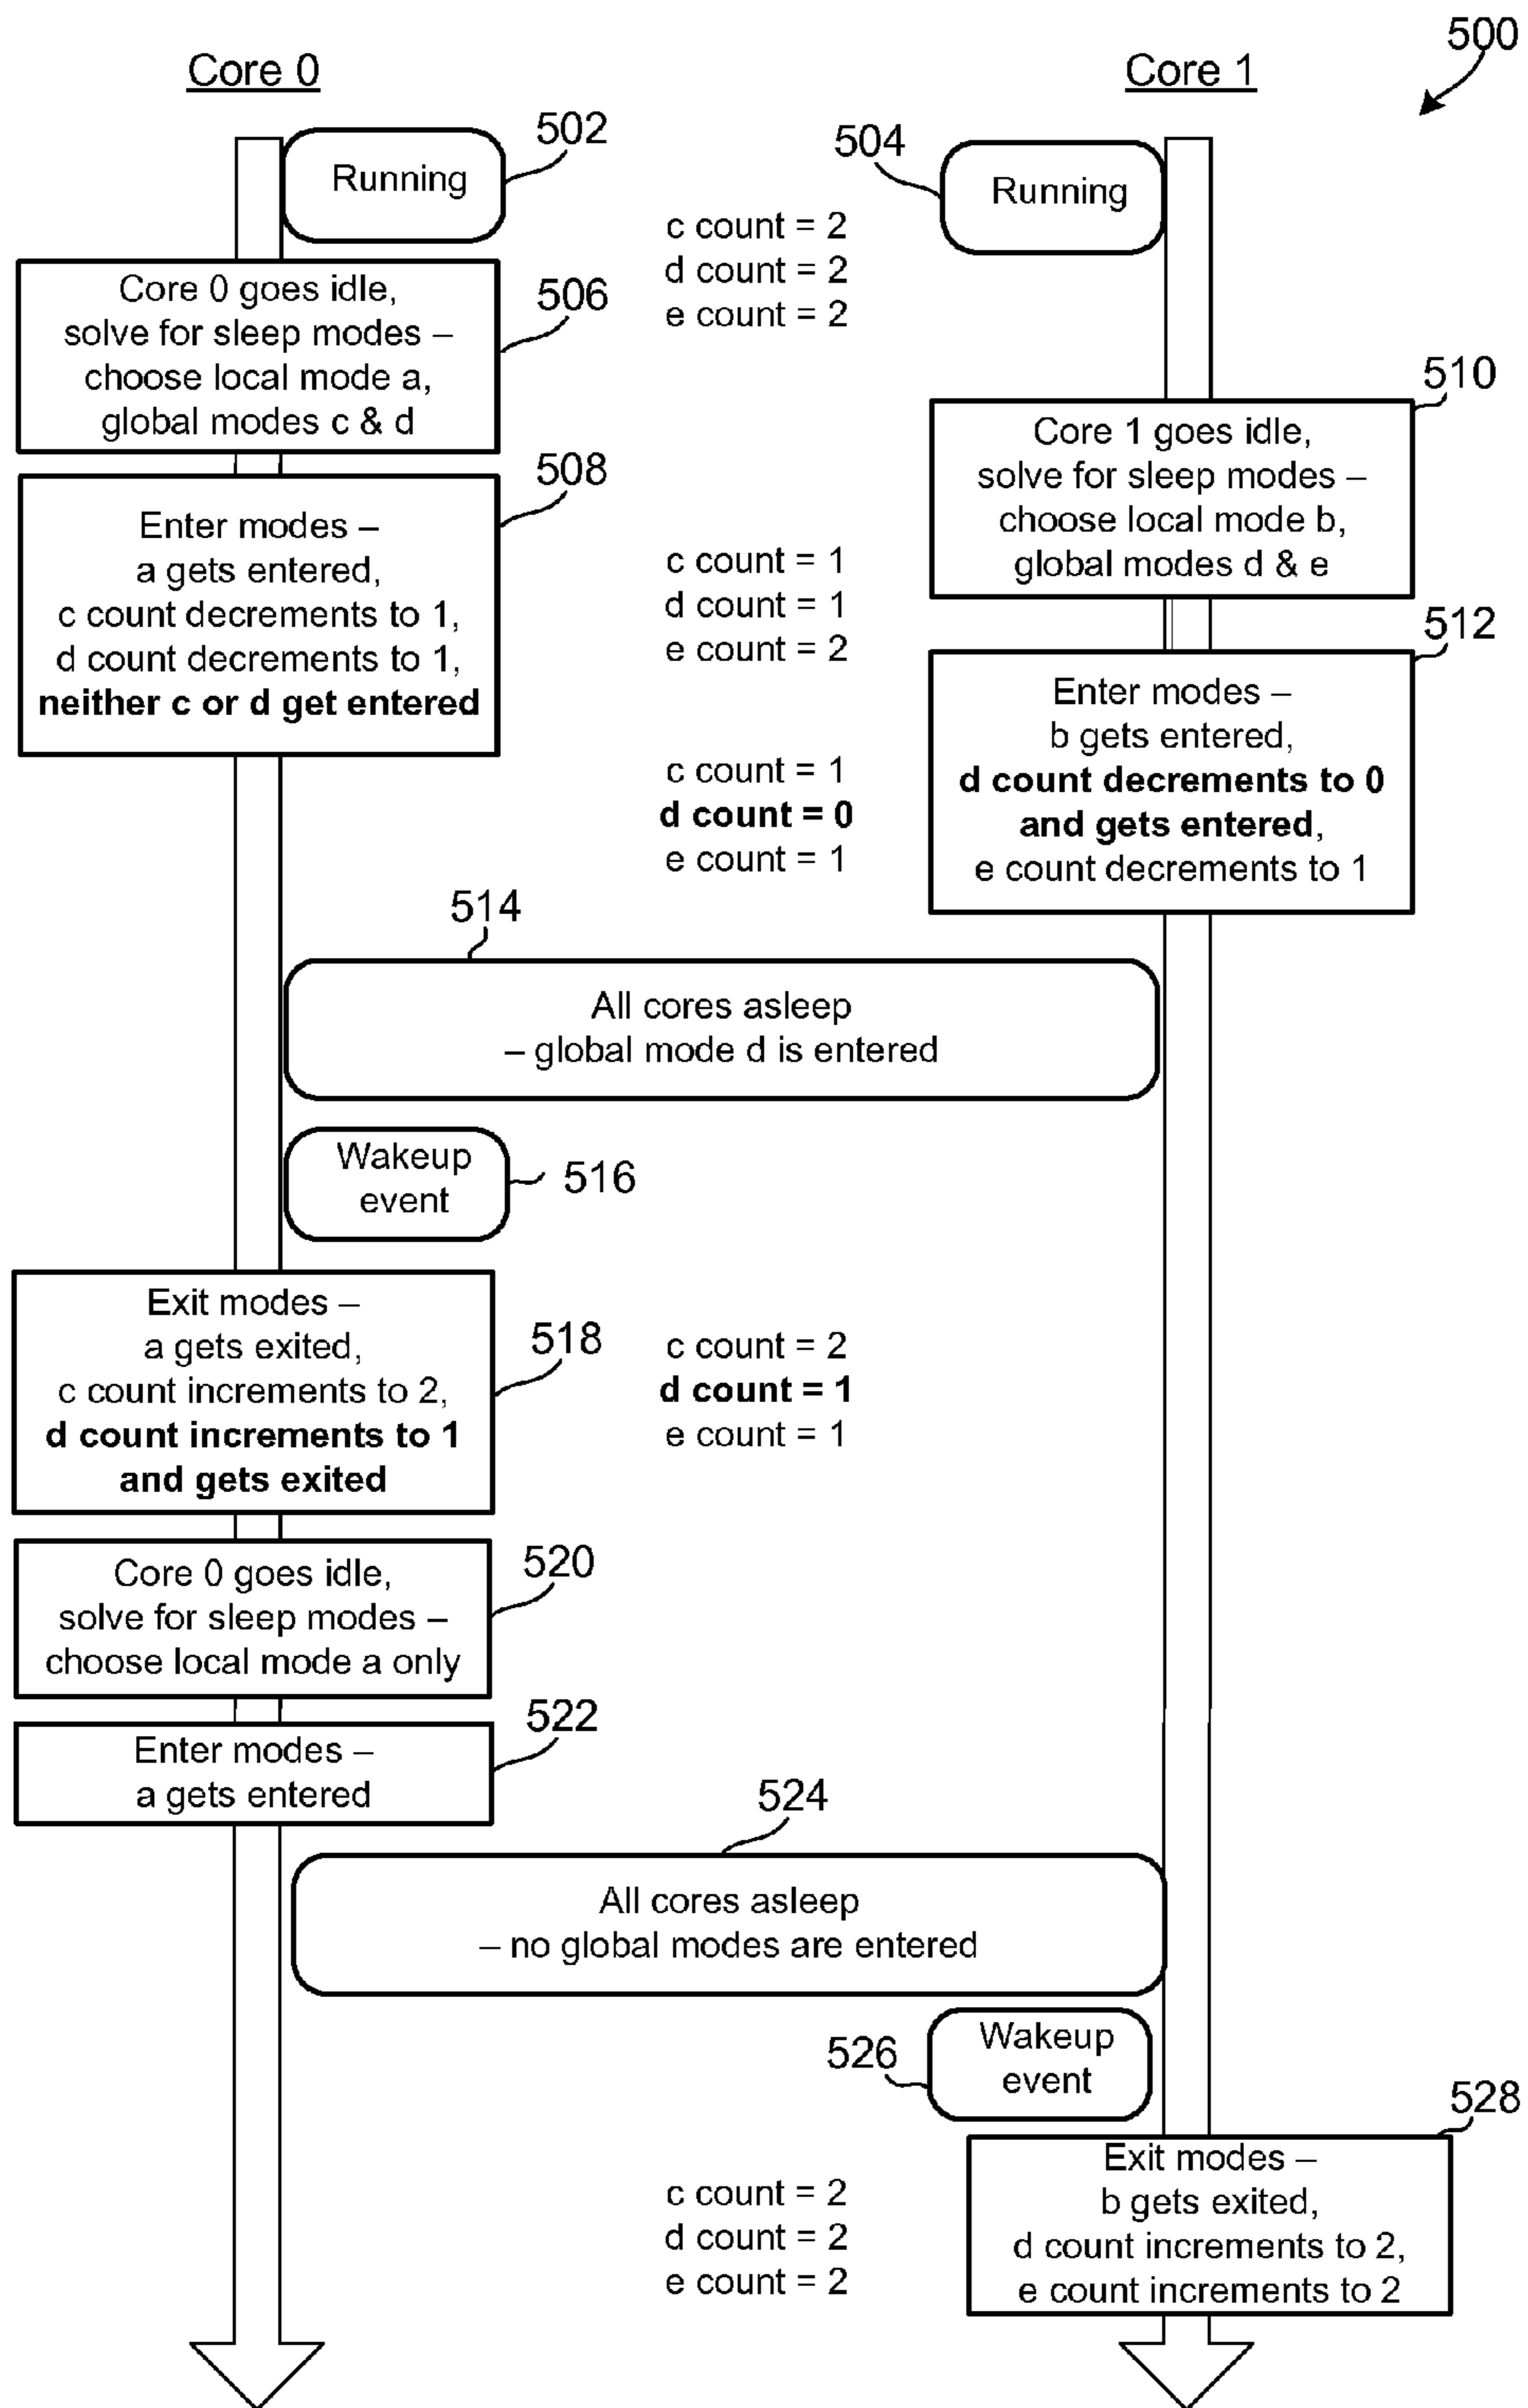 500
Core 0
Core 1
502
Running
504
Running
c count = 2
d count = 2
e count = 2
506
Core 0 goes idle,
solve for sleep modes –
choose local mode a,
global modes c & d
510
Core 1 goes idle,
solve for sleep modes –
choose local mode b,
global modes d & e
508
Enter modes –
a gets entered,
c count decrements to 1,
d count decrements to 1,
neither c or d get entered
c count = 1
d count = 1
e count = 2
512
Enter modes –
b gets entered,
d count decrements to 0
and gets entered,
e count decrements to 1
c count = 1
d count = 0
e count = 1
514
All cores asleep
– global mode d is entered
Wakeup
event
516
518
Exit modes –
a gets exited,
c count increments to 2,
d count increments to 1
and gets exited
c count = 2
d count = 1
e count = 1
520
Core 0 goes idle,
solve for sleep modes –
choose local mode a only
522
Enter modes –
a gets entered
524
All cores asleep
– no global modes are entered
526
Wakeup
event
528
Exit modes –
b gets exited,
d count increments to 2,
e count increments to 2
c count = 2
d count = 2
e count = 2